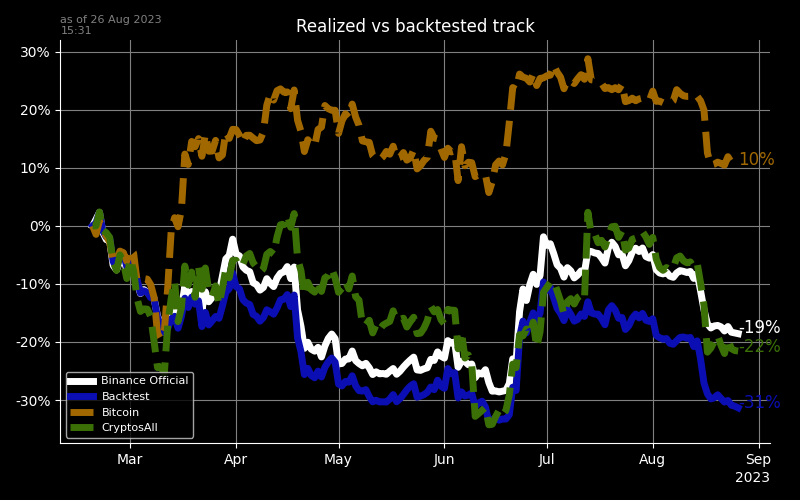 as of 26 Aug 2023
15:31
Realized vs backtested track
30%
20%
10%
0%
-10%
-20%
-30%
10%
-19%
-22%
-31%
Binance Official
Backtest
Bitcoin
CryptosAll
Mar Apr May Jun Jul Aug Sep
2023